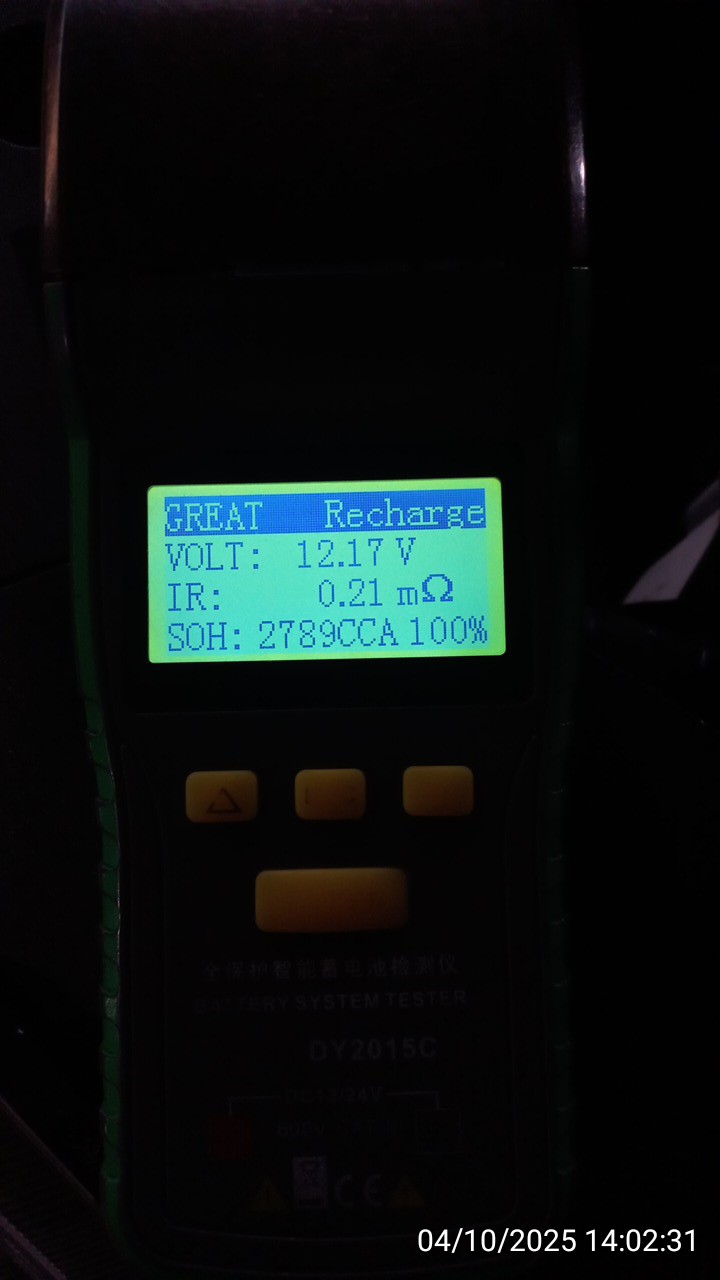 GREAT Recharge
VOLT: 12.17 V
IR: 0.21 mΩ
SOH: 2789CCA 100%
BATTERY SYSTEM TESTER
DY2015C
CE
04/10/2025 14:02:31